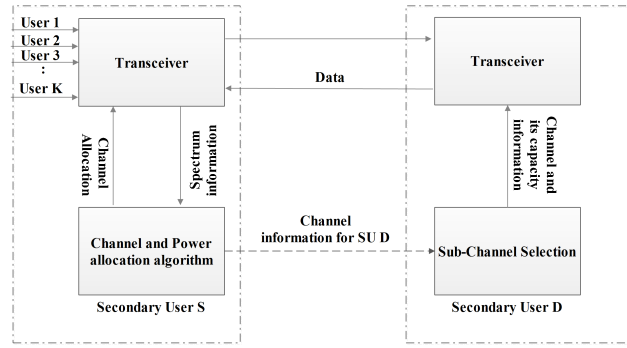 User 1
User 2
User 3
:
User K
Transceiver
Data
Transceiver
Channel
Allocation
Spectrum
information
Channel and
its capacity
information
Channel and Power
allocation algorithm
Channel
information for SU D
Sub-Channel Selection
Secondary User S
Secondary User D